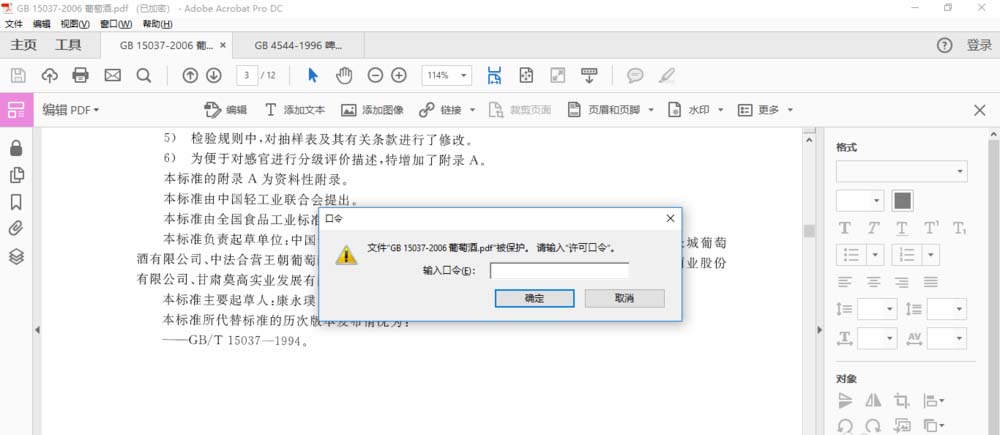 GB 15037-2006 葡萄酒.pdf (已加密) - Adobe Acrobat Pro DC
文件 编辑 视图(V) 窗口(W) 帮助(H)
主页 工具 GB 15037-2006 葡... × GB 4544-1996 啤... 登录
3 / 12 114%
编辑 PDF 编辑 添加文本 添加图像 链接 裁剪页面 页眉和页脚 水印 更多
5) 检验规则中,对抽样表及其有关条款进行了修改。
6) 为便于对感官进行分级评价描述,特增加了附录 A。
本标准的附录 A 为资料性附录。
本标准由中国轻工业联合会提出。
本标准由全国食品工业标准
本标准负责起草单位:中国 城葡萄
酒有限公司、中法合营王朝葡萄 业股份
有限公司、甘肃莫高实业发展有
本标准主要起草人:康永璞
本标准所代替标准的历次版本发布情况为:
——GB/T 15037—1994。
口令
文件"GB 15037-2006 葡萄酒.pdf"被保护。 请输入"许可口令"。
输入口令(E):
确定 取消
格式
T T T T¹ T₁
T AV
对象